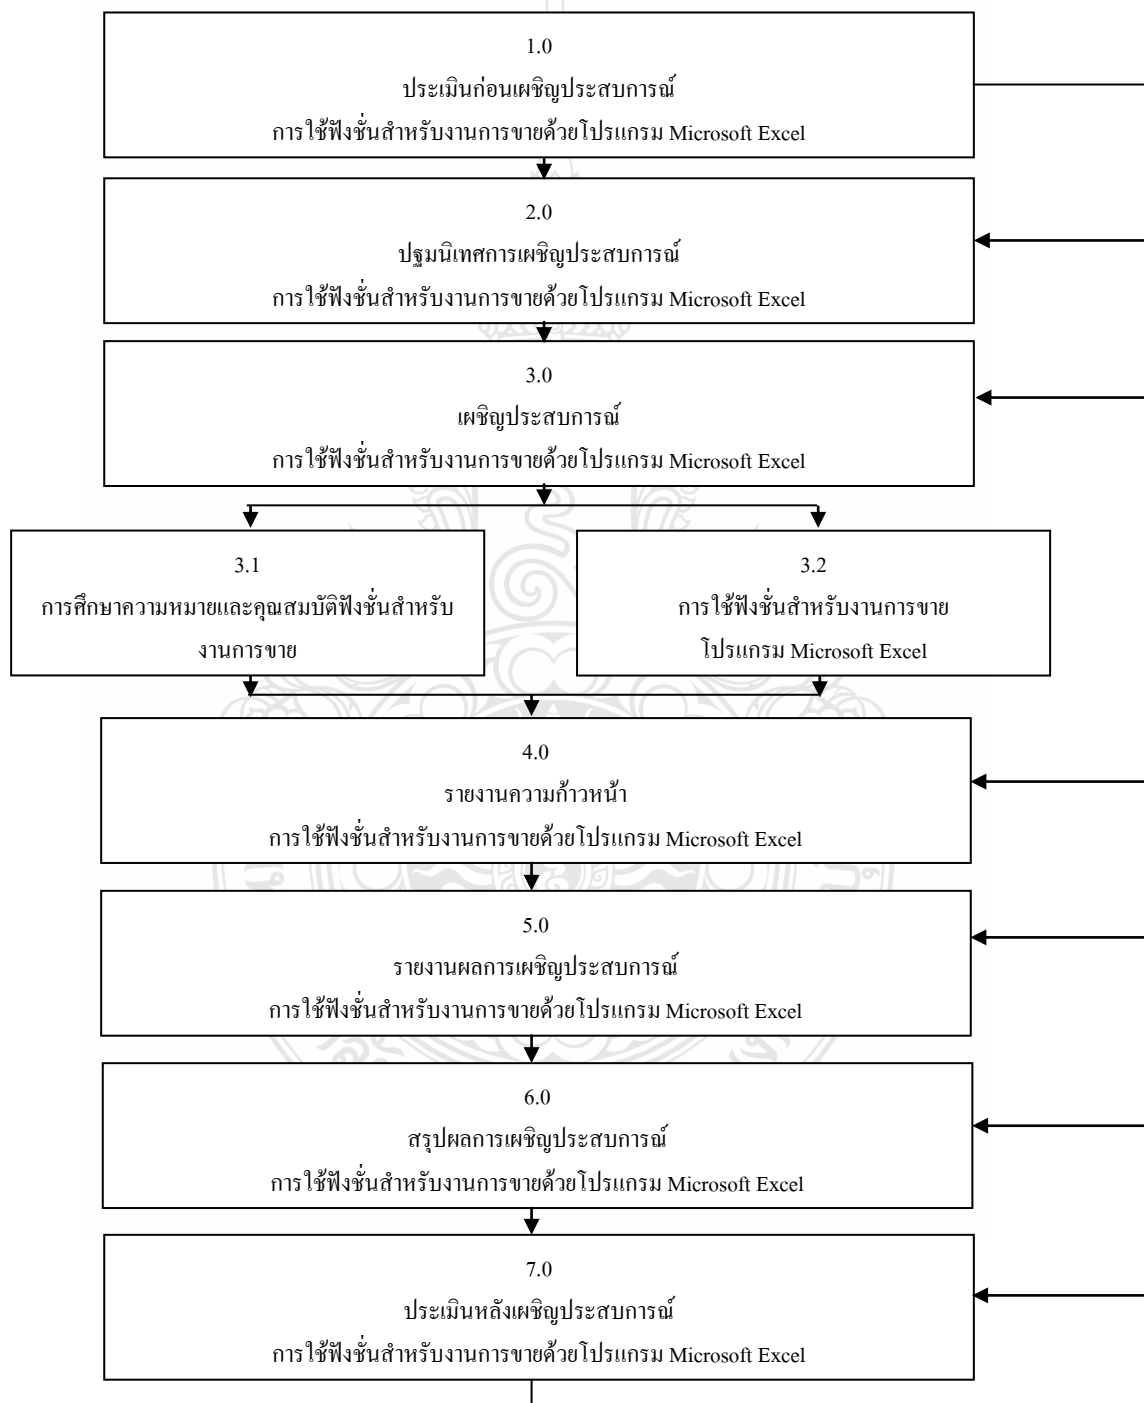 1.0
ประเมินก่อนเผชิญประสบการณ์
การใช้ฟังชั่นสำหรับงานการขายด้วยโปรแกรม Microsoft Excel
2.0
ปฐมนิเทศการเผชิญประสบการณ์
การใช้ฟังชั่นสำหรับงานการขายด้วยโปรแกรม Microsoft Excel
3.0
เผชิญประสบการณ์
การใช้ฟังชั่นสำหรับงานการขายด้วยโปรแกรม Microsoft Excel
3.1
การศึกษาความหมายและคุณสมบัติฟังชั่นสำหรับ
งานการขาย
3.2
การใช้ฟังชั่นสำหรับงานการขาย
โปรแกรม Microsoft Excel
4.0
รายงานความก้าวหน้า
การใช้ฟังชั่นสำหรับงานการขายด้วยโปรแกรม Microsoft Excel
5.0
รายงานผลการเผชิญประสบการณ์
การใช้ฟังชั่นสำหรับงานการขายด้วยโปรแกรม Microsoft Excel
6.0
สรุปผลการเผชิญประสบการณ์
การใช้ฟังชั่นสำหรับงานการขายด้วยโปรแกรม Microsoft Excel
7.0
ประเมินหลังเผชิญประสบการณ์
การใช้ฟังชั่นสำหรับงานการขายด้วยโปรแกรม Microsoft Excel